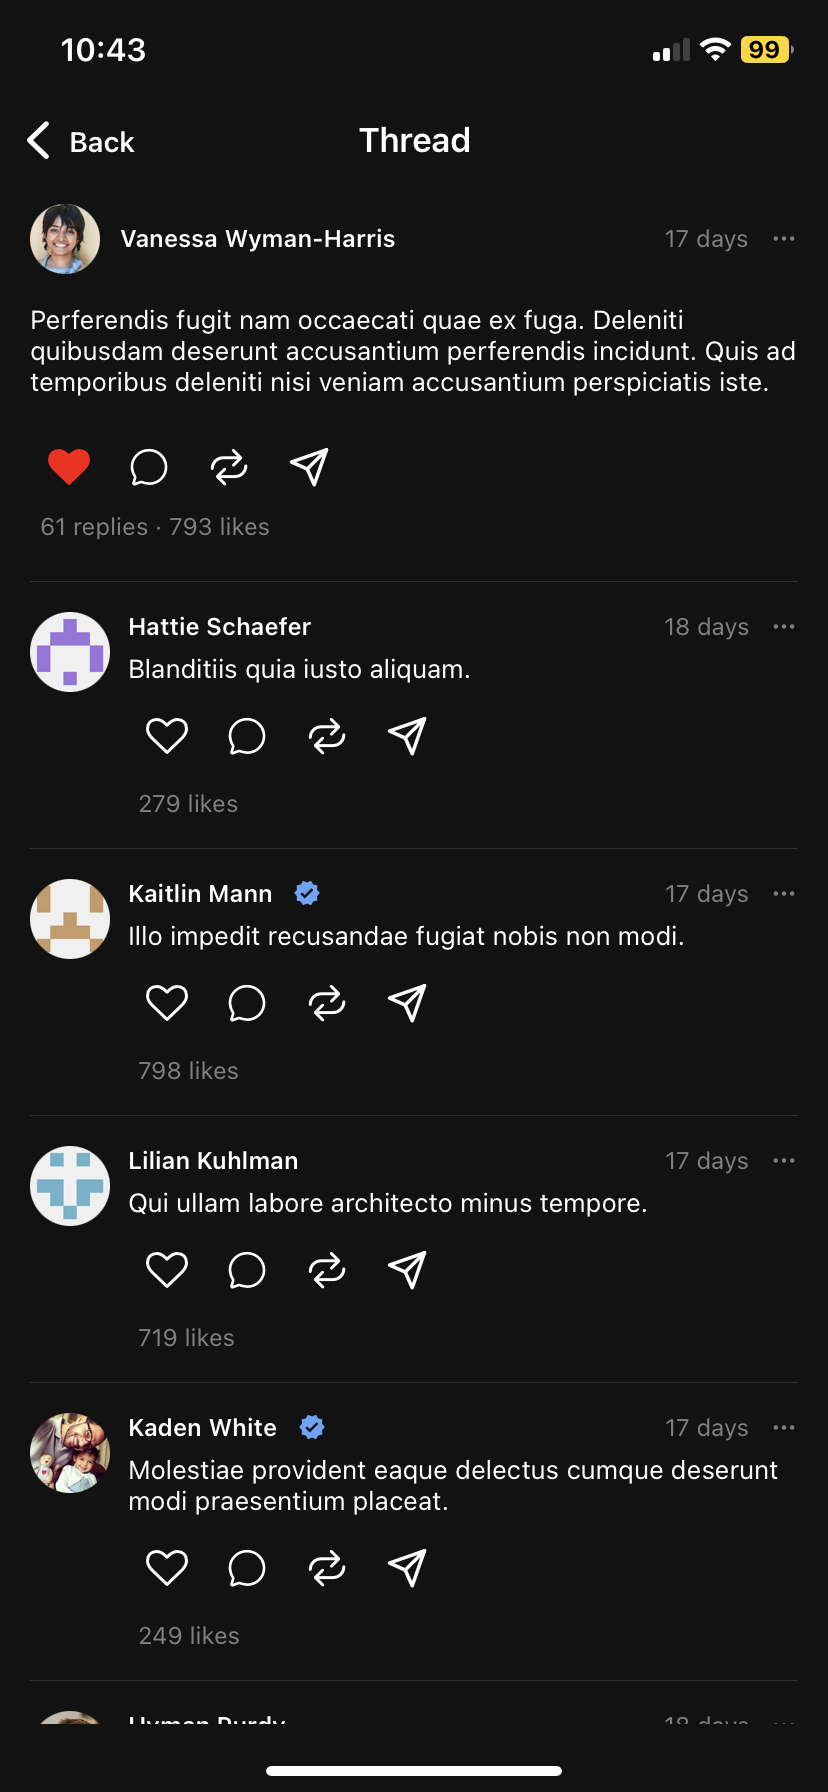 10:43
99
Back
Thread
Vanessa Wyman-Harris
17 days
Perferendis fugit nam occaecati quae ex fuga. Deleniti
quibusdam deserunt accusantium perferendis incidunt. Quis ad
temporibus deleniti nisi veniam accusantium perspiciatis iste.
61 replies · 793 likes
Hattie Schaefer
18 days
Blanditiis quia iusto aliquam.
279 likes
Kaitlin Mann
17 days
Illo impedit recusandae fugiat nobis non modi.
798 likes
Lilian Kuhlman
17 days
Qui ullam labore architecto minus tempore.
719 likes
Kaden White
17 days
Molestiae provident eaque delectus cumque deserunt
modi praesentium placeat.
249 likes
18 days